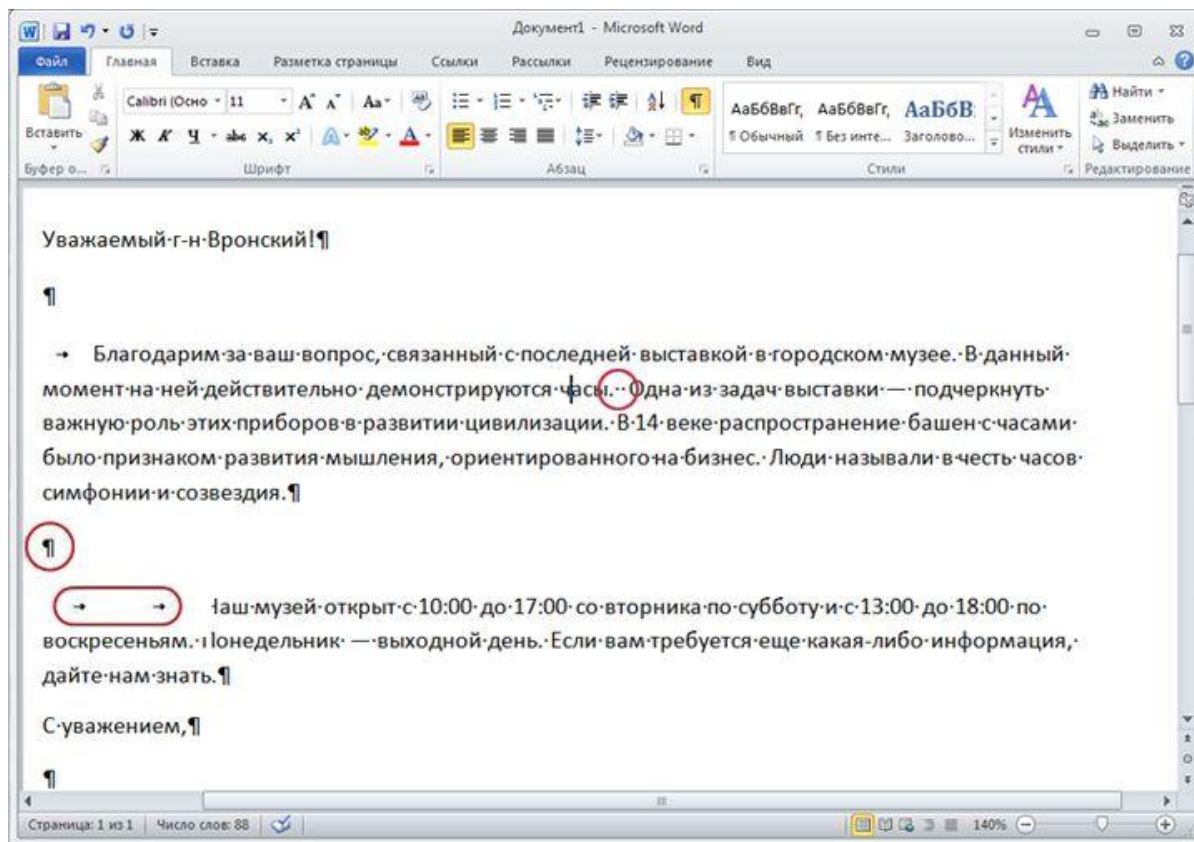 Документ1 - Microsoft Word
Файл Главная Вставка Разметка страницы Ссылки Рассылки Рецензирование Вид
Вставить
Calibri (Осно 11
Ж К Ч abc x, x²
АаБбВвГг, АаБбВвГг, АаБбВ
¶ Обычный ¶ Без инте... Заголово...
Изменить стили
Найти
Заменить
Выделить
Буфер о... Шрифт Абзац Стили Редактирование
Уважаемый·г-н·Вронский!¶
¶
→ Благодарим·за·ваш·вопрос,·связанный·с·последней·выставкой·в·городском·музее.·В·данный·
момент·на·ней·действительно·демонстрируются·часы.··Одна·из·задач·выставки·—·подчеркнуть·
важную·роль·этих·приборов·в·развитии·цивилизации.·В·14·веке·распространение·башен·с·часами·
было·признаком·развития·мышления,·ориентированного·на·бизнес.·Люди·называли·в·честь·часов·
симфонии·и·созвездия.¶
¶
→ → Наш·музей·открыт·с·10:00·до·17:00·со·вторника·по·субботу·и·с·13:00·до·18:00·по·
воскресеньям.·Понедельник·—·выходной·день.·Если·вам·требуется·еще·какая-либо·информация,·
дайте·нам·знать.¶
С·уважением,¶
¶
Страница: 1 из 1 Число слов: 88 140%